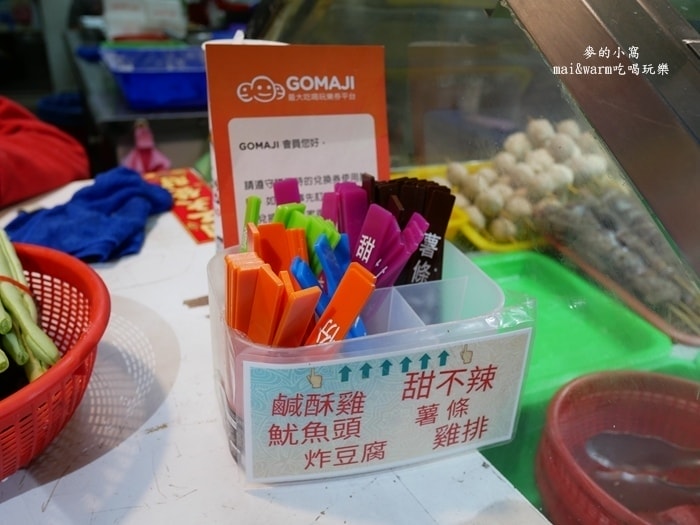 麥的小窩
mai&warm吃喝玩樂
GOMAJI
最大吃喝玩樂券平台
GOMAJI 會員您好,
甜
薯條
鹹酥雞
魷魚頭
炸豆腐
甜不辣
薯條
雞排